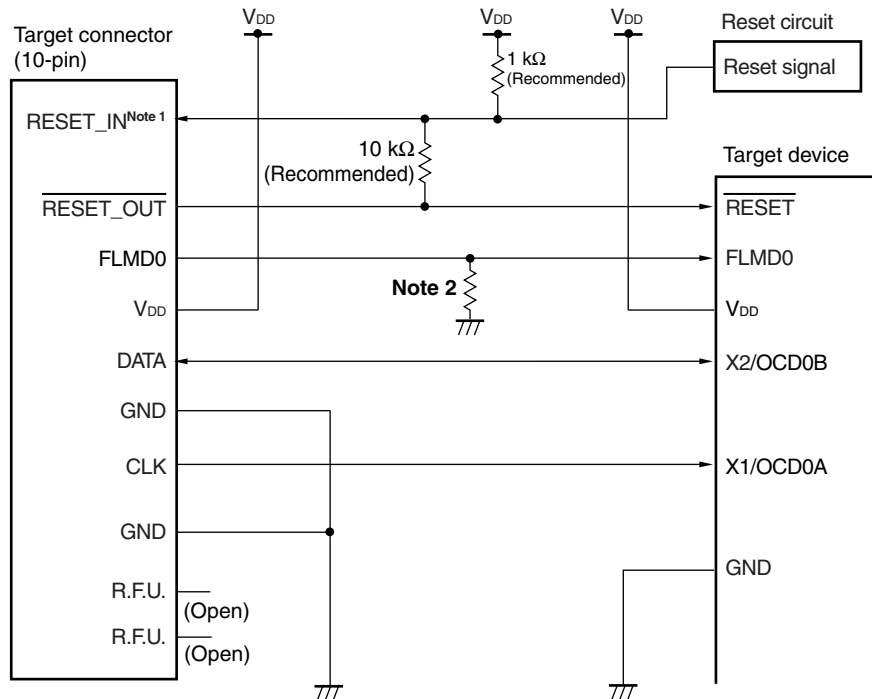 VDD VDD VDD
Reset circuit
Target connector
(10-pin)
1 kΩ
(Recommended)
Reset signal
RESET_INNote 1
10 kΩ
(Recommended)
Target device
RESET_OUT
RESET
FLMD0
FLMD0
Note 2
VDD
VDD
DATA
X2/OCD0B
GND
CLK
X1/OCD0A
GND
GND
R.F.U.
(Open)
R.F.U.
(Open)